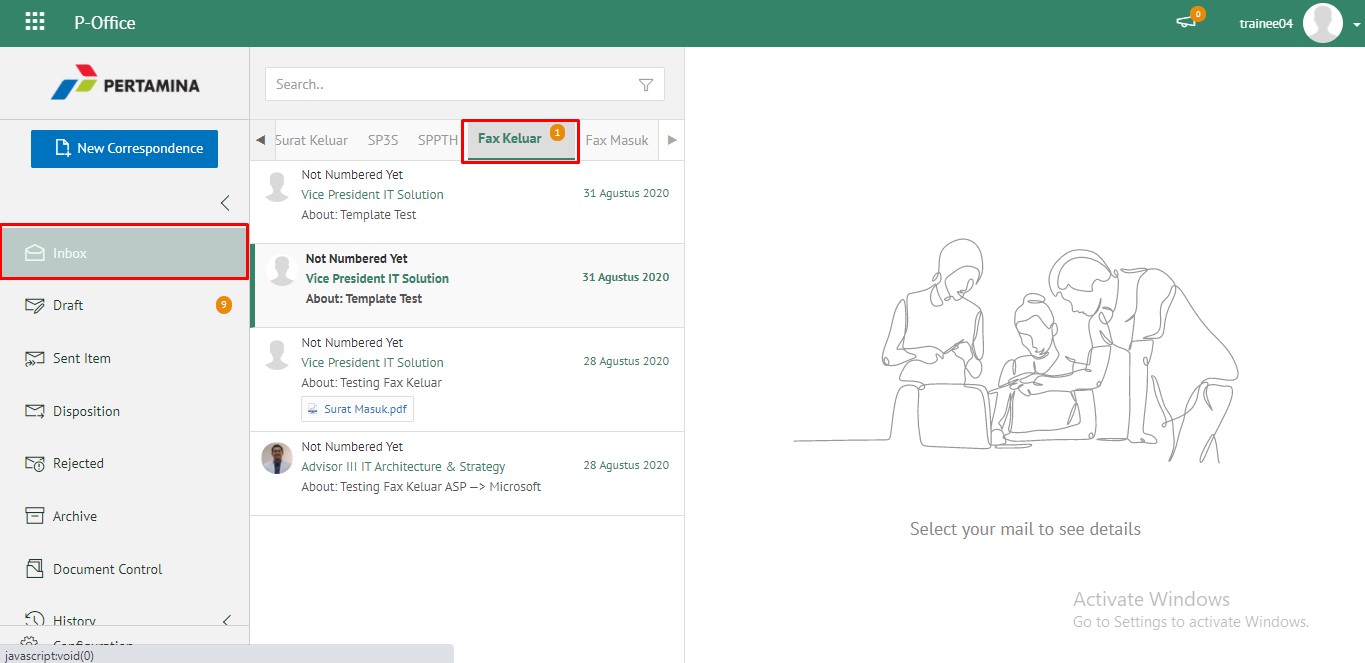 P-Office
0
trainee04
PERTAMINA
New Correspondence
Inbox
Draft
9
Sent Item
Disposition
Rejected
Archive
Document Control
History
Configuration
javascript:void(0)
Search..
Surat Keluar
SP3S
SPPTH
Fax Keluar
1
Fax Masuk
Not Numbered Yet
Vice President IT Solution
31 Agustus 2020
About: Template Test
Not Numbered Yet
Vice President IT Solution
31 Agustus 2020
About: Template Test
Not Numbered Yet
Vice President IT Solution
28 Agustus 2020
About: Testing Fax Keluar
Surat Masuk.pdf
Not Numbered Yet
Advisor III IT Architecture & Strategy
28 Agustus 2020
About: Testing Fax Keluar ASP —> Microsoft
Select your mail to see details
Activate Windows
Go to Settings to activate Windows.